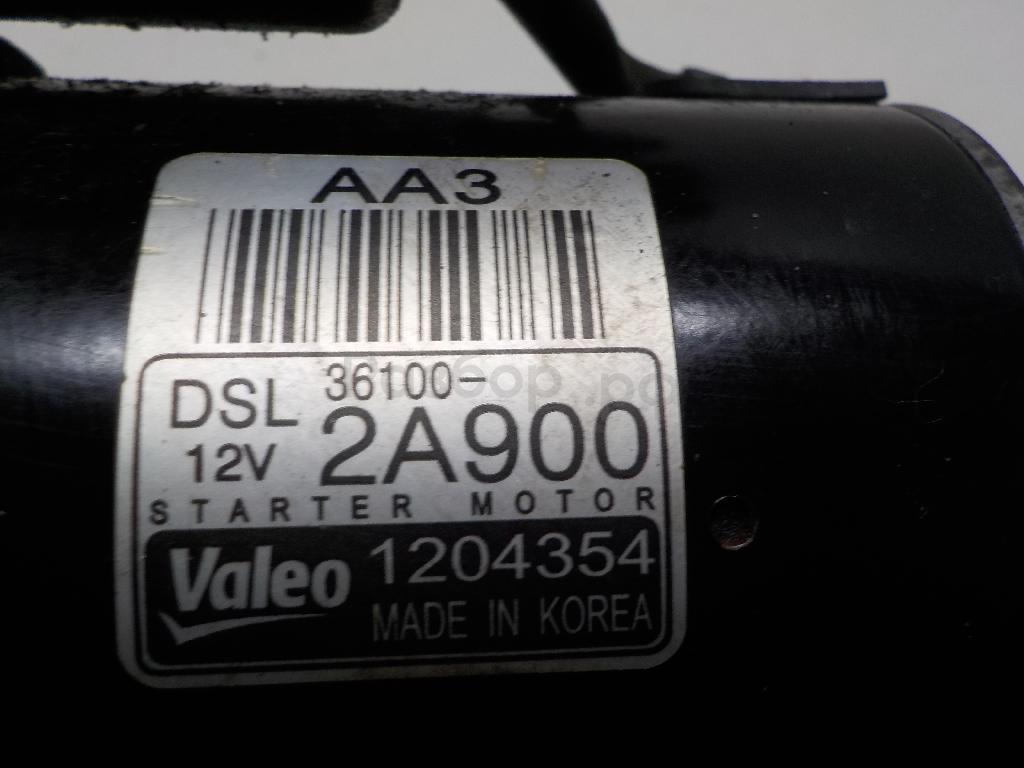 AA3
DSL 36100-
12V 2A900
STARTER MOTOR
Valeo 1204354
MADE IN KOREA